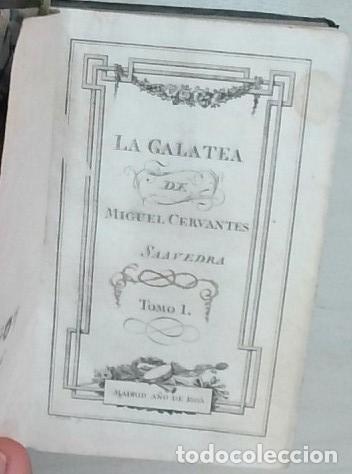 LA GALATEA
DE
MIGUEL CERVANTES
SAAVEDRA
TOMO I.
MADRID AÑO DE
todocoleccion